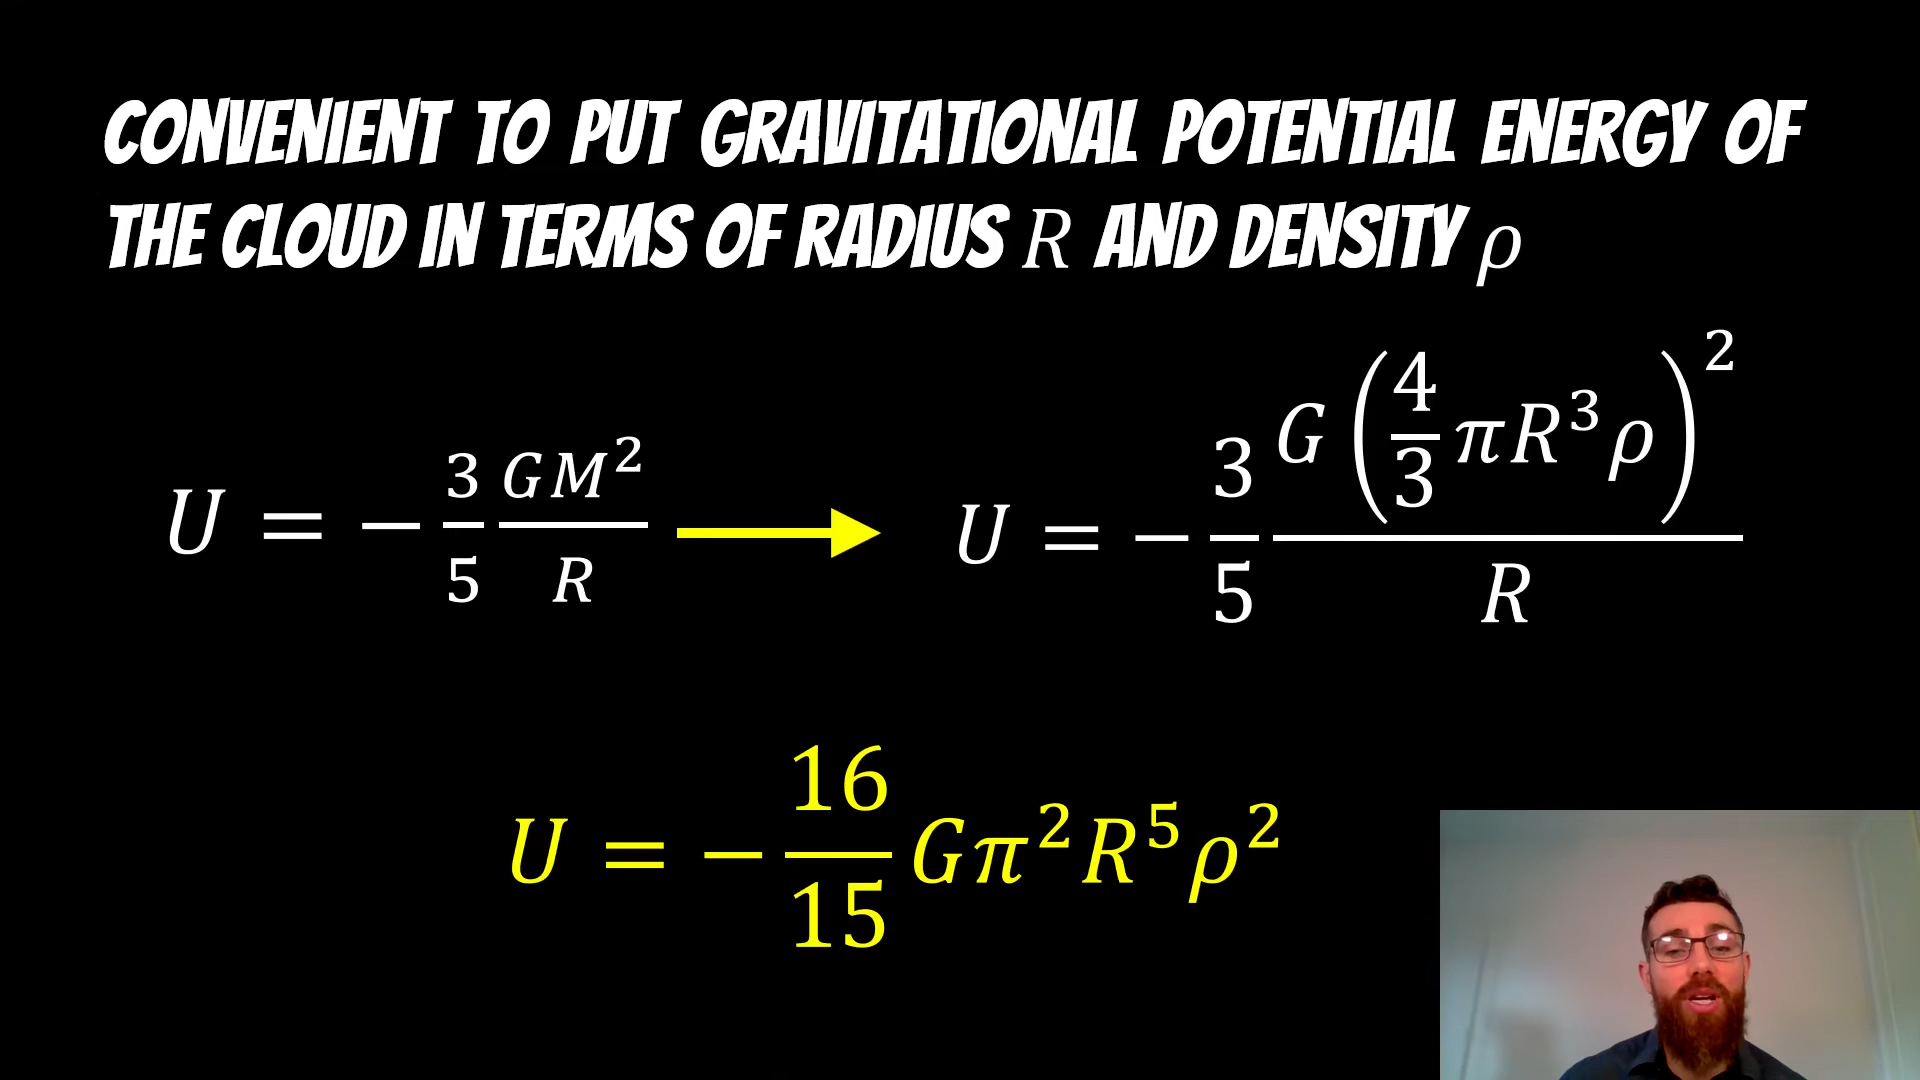 CONVENIENT TO PUT GRAVITATIONAL POTENTIAL ENERGY OF
THE CLOUD IN TERMS OF RADIUS R AND DENSITY ρ
U = − 3/5 GM²/R
U = − 3/5 G(4/3 πR³ρ)²/R
U = − 16/15 Gπ²R⁵ρ²